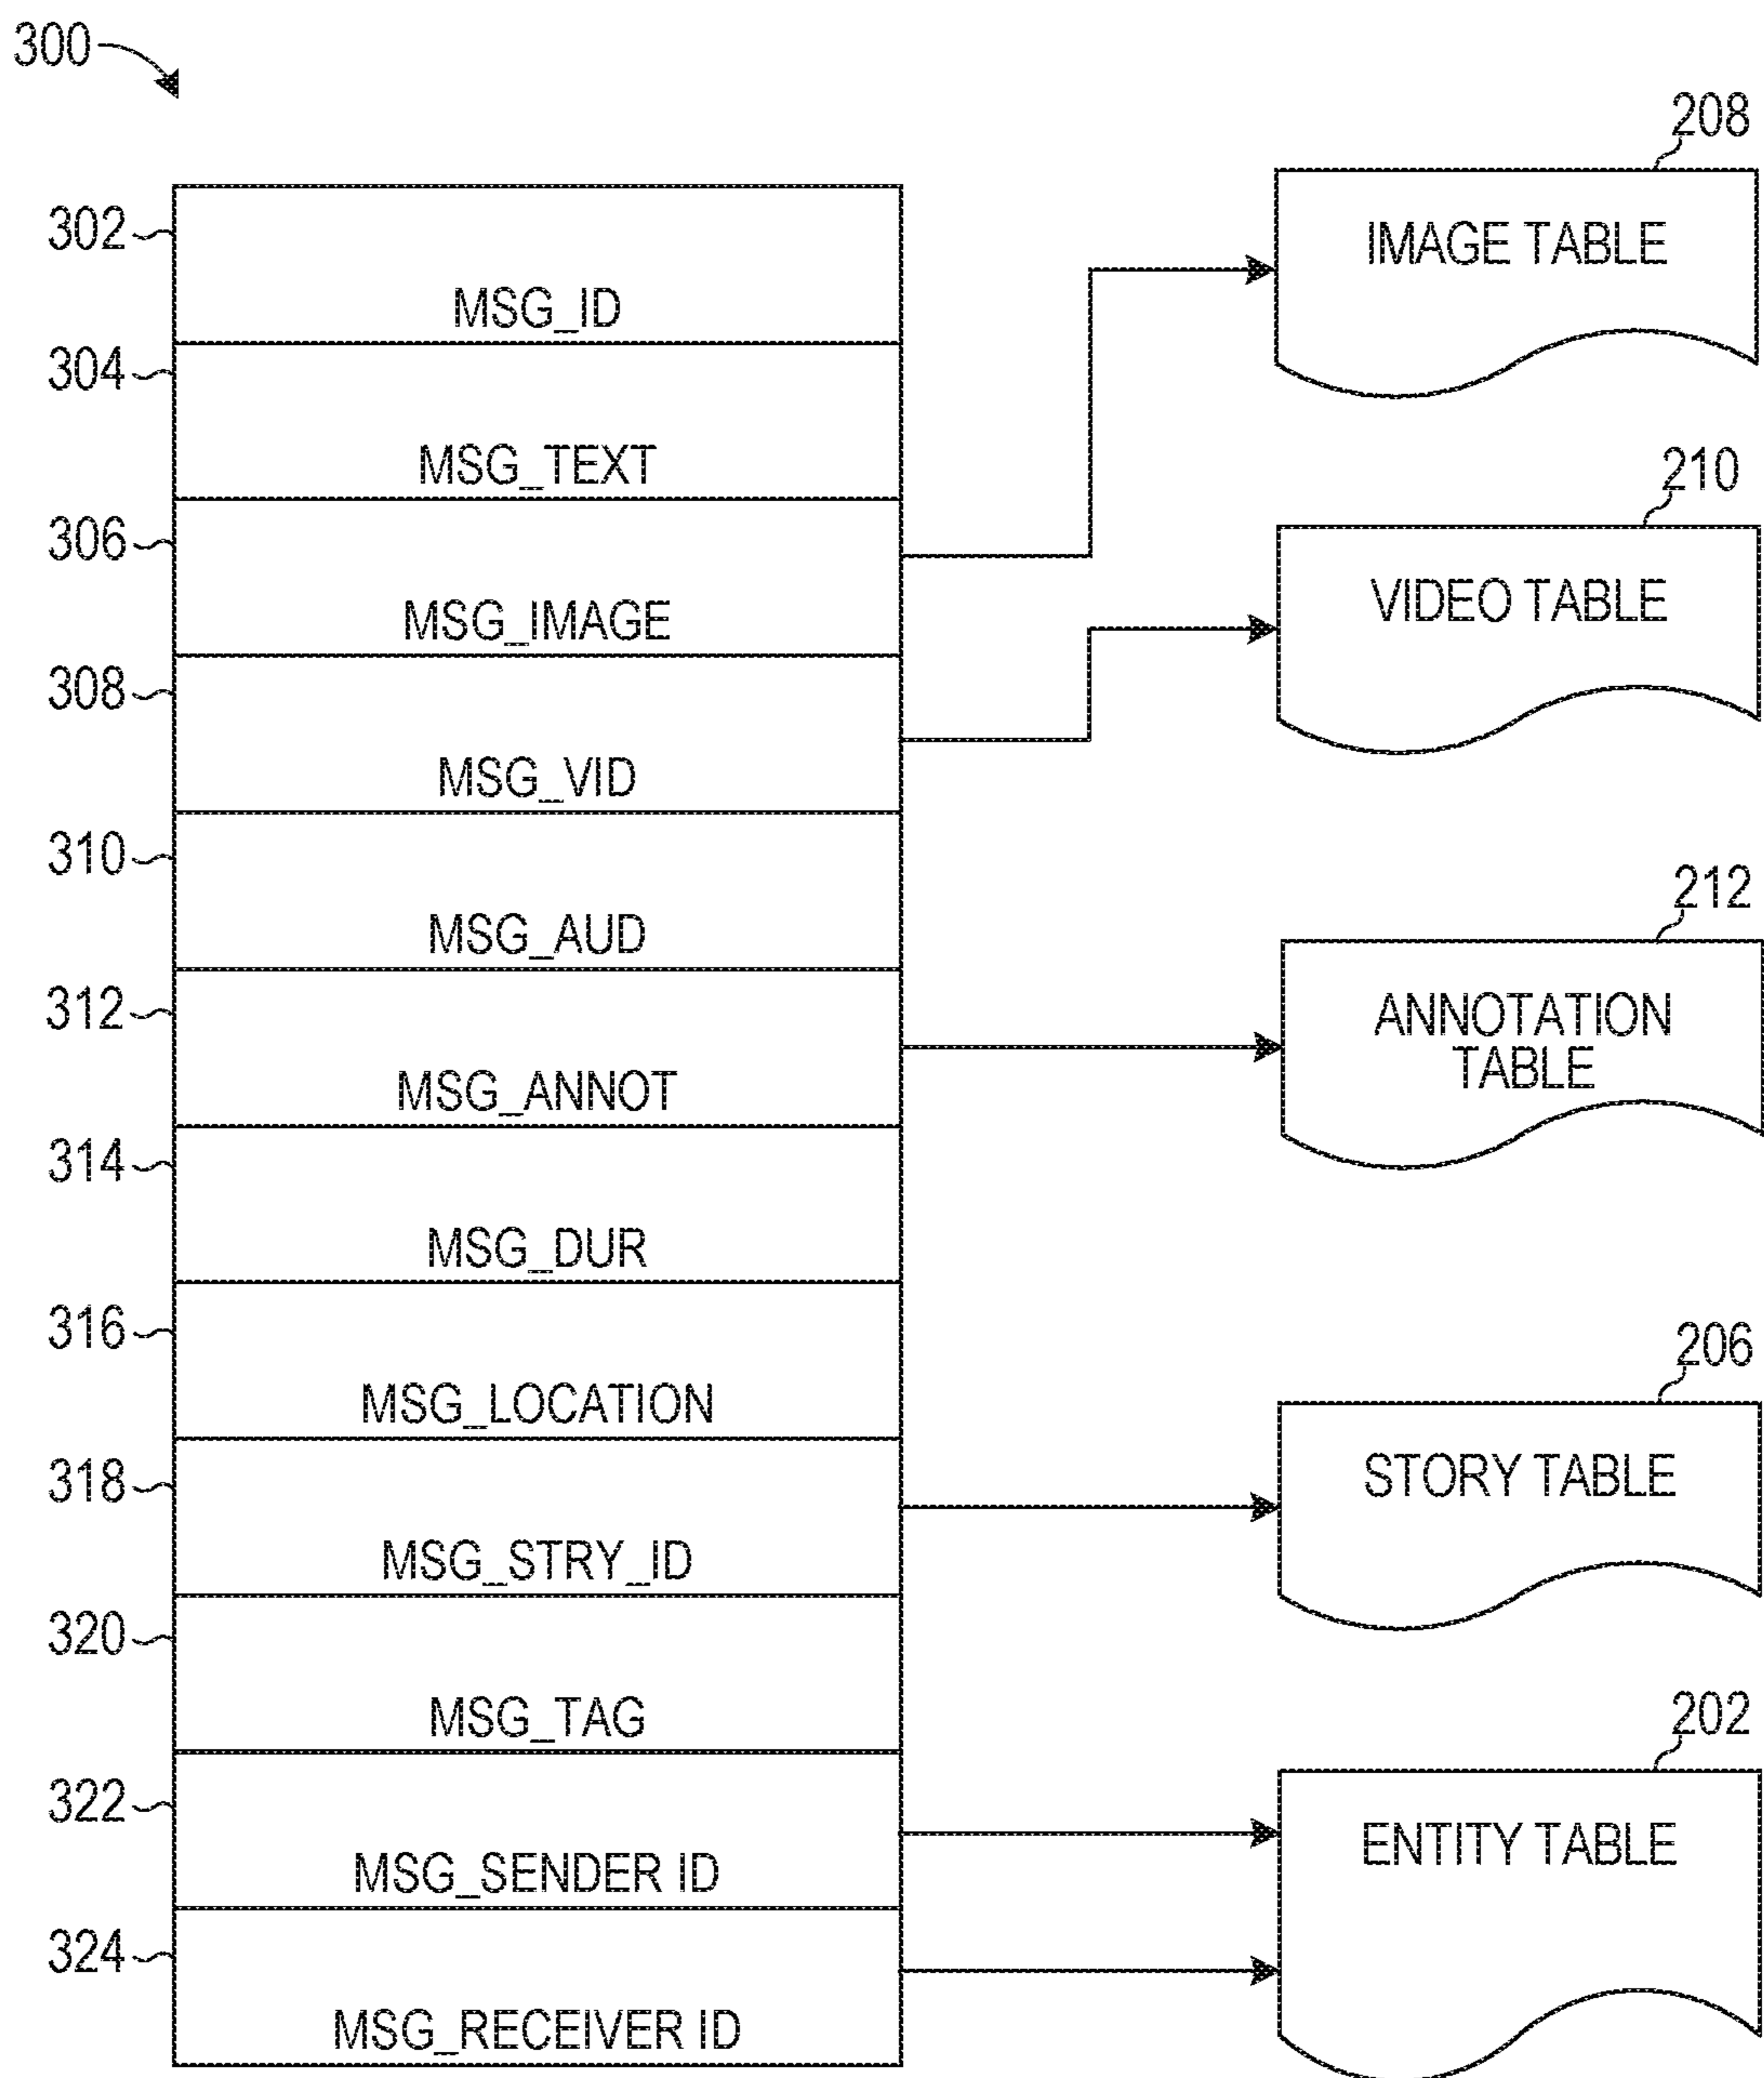 300
208
302
IMAGE TABLE
MSG_ID
304
MSG_TEXT
210
306
VIDEO TABLE
MSG_IMAGE
308
MSG_VID
310
212
MSG_AUD
312
ANNOTATION
TABLE
MSG_ANNOT
314
MSG_DUR
316
206
MSG_LOCATION
318
STORY TABLE
MSG_STRY_ID
320
MSG_TAG
202
322
ENTITY TABLE
MSG_SENDER ID
324
MSG_RECEIVER ID